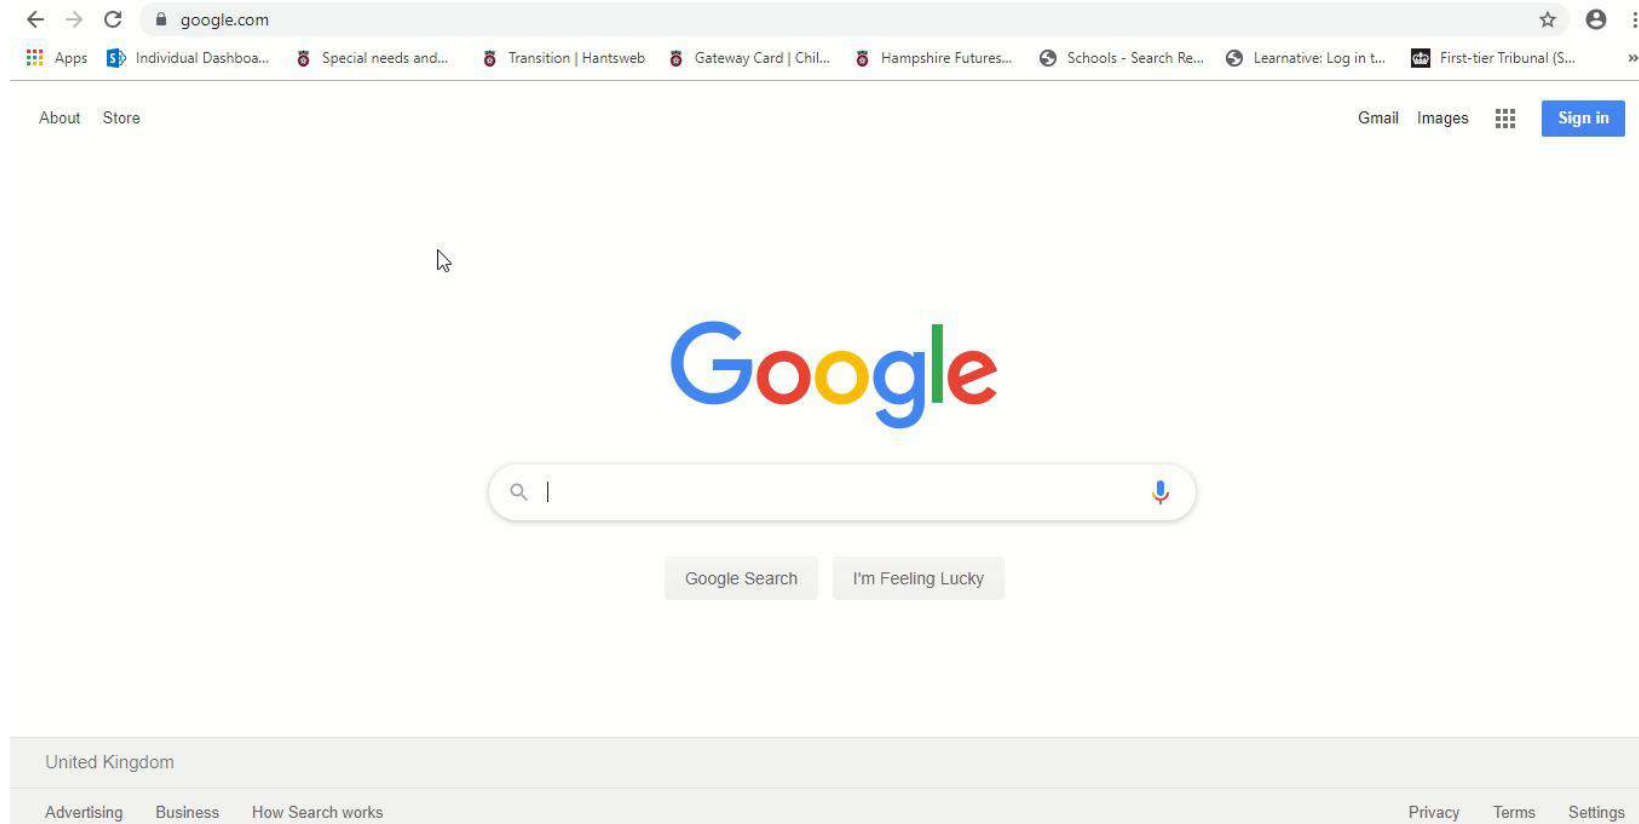 google.com
Apps Individual Dashboa... Special needs and... Transition | Hantsweb Gateway Card | Chil... Hampshire Futures... Schools - Search Re... Learnative: Log in t... First-tier Tribunal (S... »
About Store Gmail Images Sign in
Google
Google Search I'm Feeling Lucky
United Kingdom
Advertising Business How Search works Privacy Terms Settings